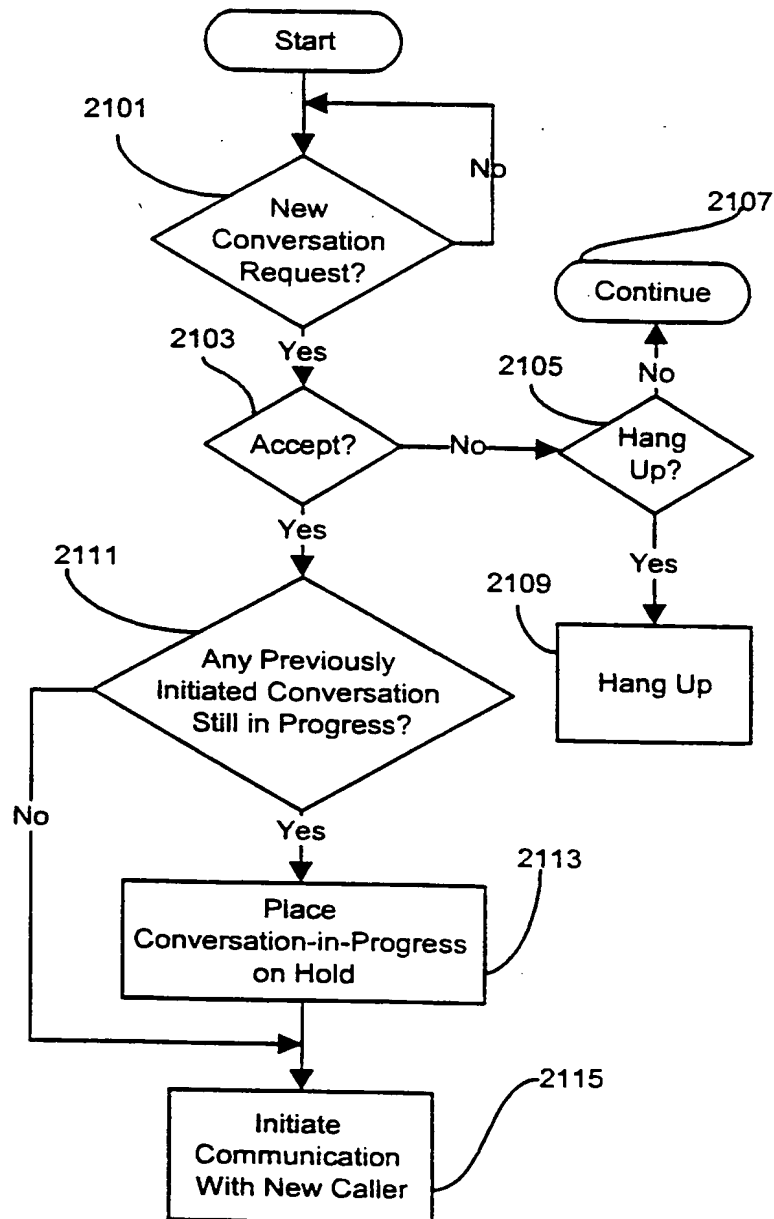 Start
2101
No
New
Conversation
Request?
2107
Continue
Yes
2103
2105
No
Accept?
No
Hang
Up?
Yes
Yes
2111
2109
Any Previously
Initiated Conversation
Still in Progress?
Hang Up
No
Yes
2113
Place
Conversation-in-Progress
on Hold
2115
Initiate
Communication
With New Caller